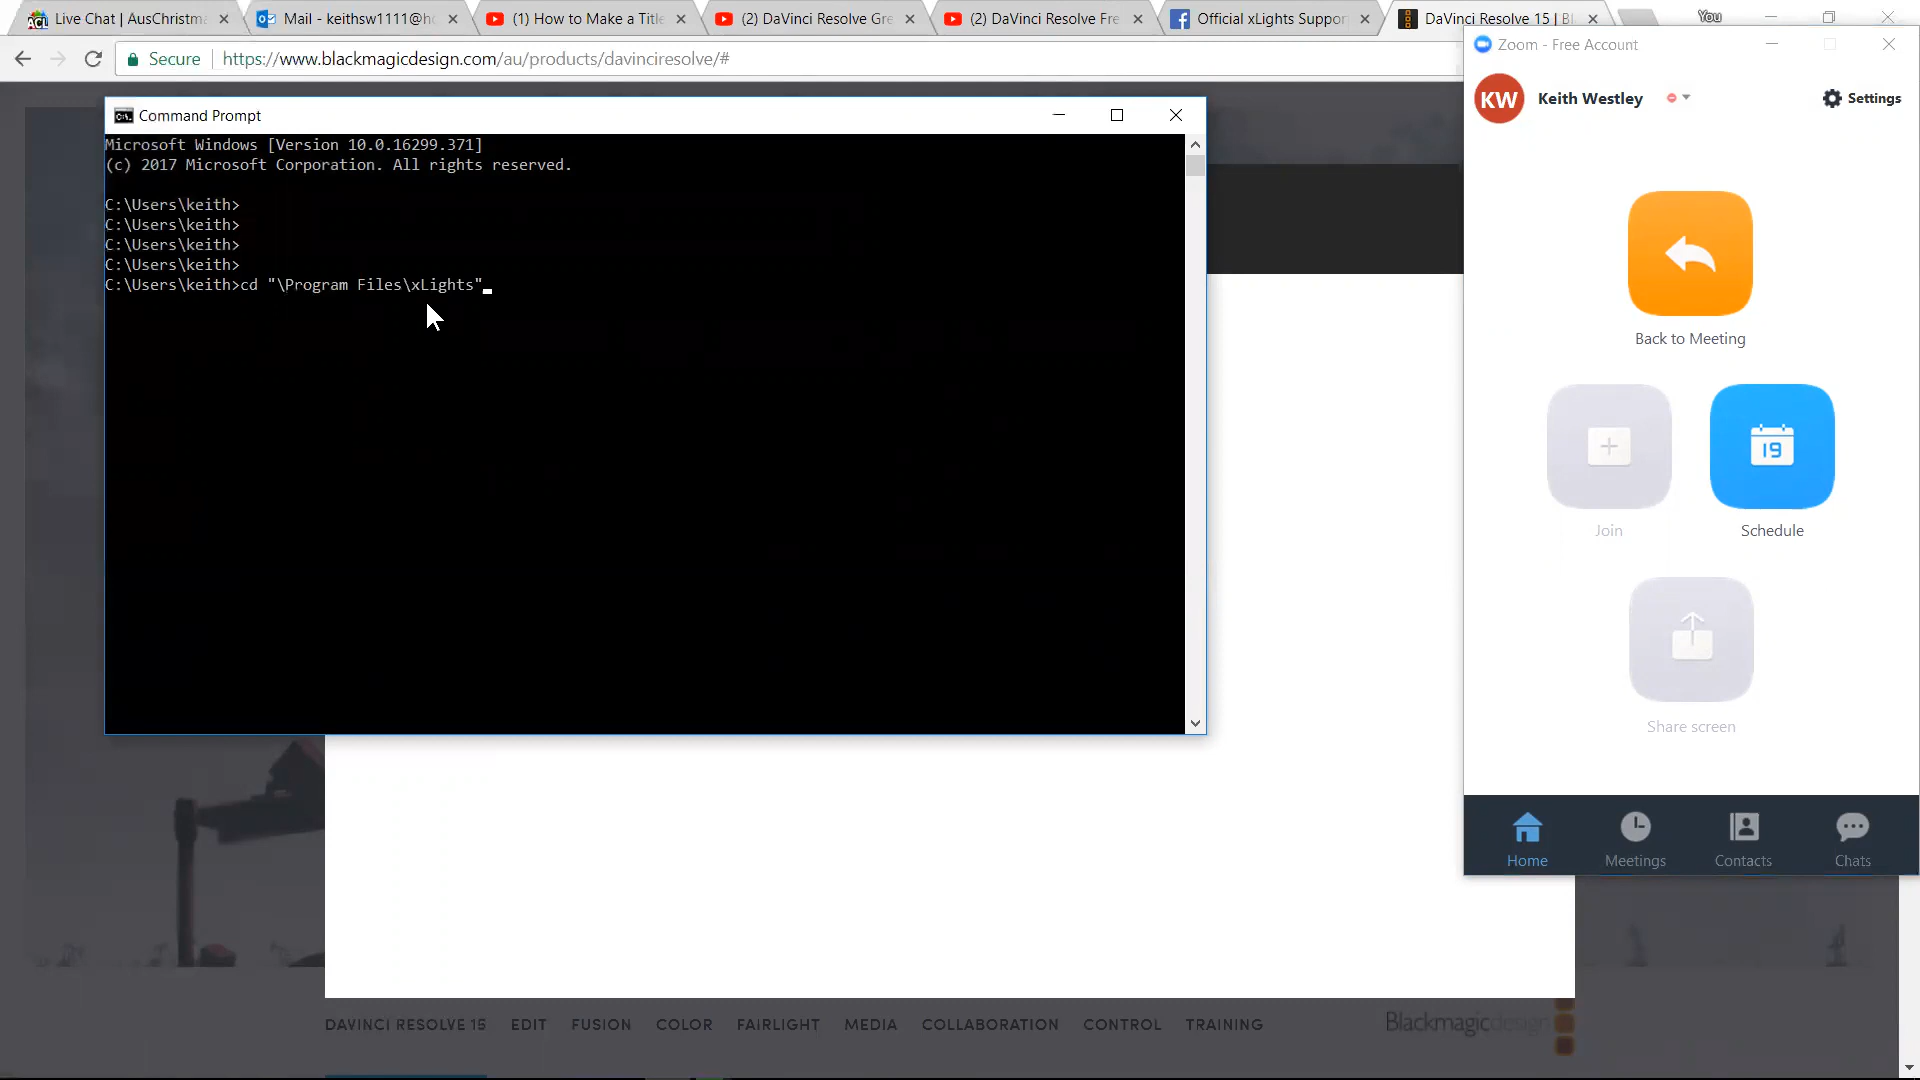 Live Chat | AusChristma
Mail - keithsw1111@ho
(1) How to Make a Title
(2) DaVinci Resolve Gre
(2) DaVinci Resolve Fre
Official xLights Suppor
DaVinci Resolve 15 | Bl
You
Secure
https://www.blackmagicdesign.com/au/products/davinciresolve/#
Zoom - Free Account
KW
Keith Westley
Settings
Command Prompt
Microsoft Windows [Version 10.0.16299.371]
(c) 2017 Microsoft Corporation. All rights reserved.
C:\Users\keith>
C:\Users\keith>
C:\Users\keith>
C:\Users\keith>
C:\Users\keith>cd "\Program Files\xLights"
Back to Meeting
19
Join
Schedule
Share screen
Home
Meetings
Contacts
Chats
DAVINCI RESOLVE 15
EDIT
FUSION
COLOR
FAIRLIGHT
MEDIA
COLLABORATION
CONTROL
TRAINING
Blackmagicdesign